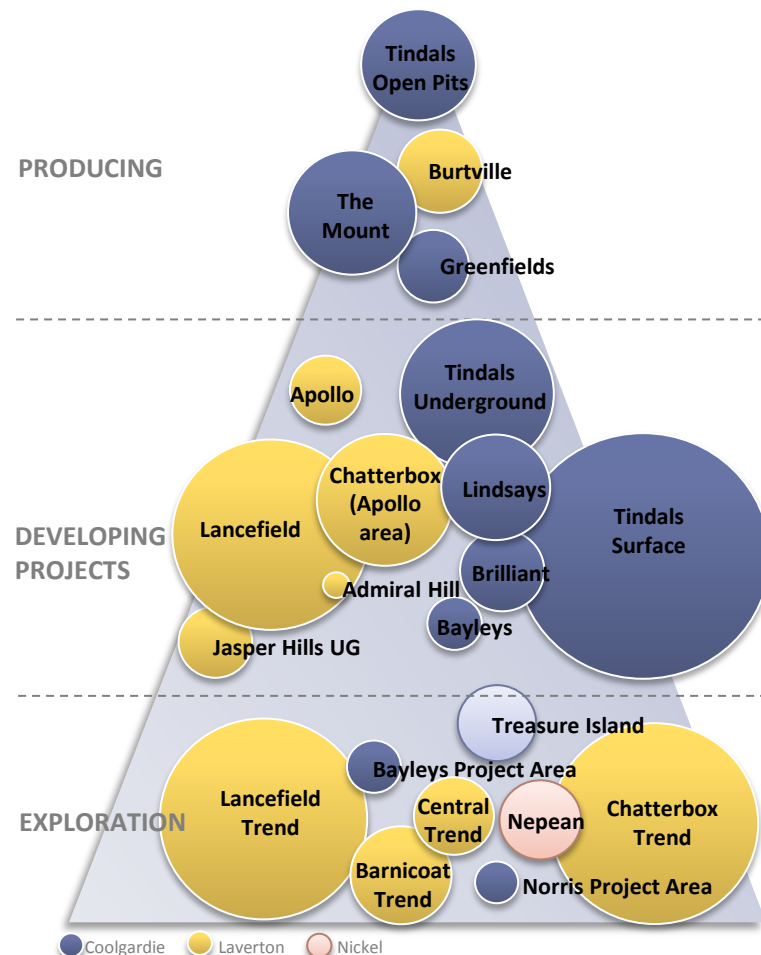 Tindals
Open Pits
PRODUCING
Burtville
The
Mount
Greenfields
Tindals
Underground
Apollo
Chatterbox
(Apollo
area)
Lindsays
Lancefield
Tindals
Surface
DEVELOPING
PROJECTS
Brilliant
Admiral Hill
Bayleys
Jasper Hills UG
Treasure Island
Bayleys Project Area
Lancefield
Trend
Central
Trend
Nepean
Chatterbox
Trend
EXPLORATION
Barnicoat
Trend
Norris Project Area
Coolgardie
Laverton
Nickel